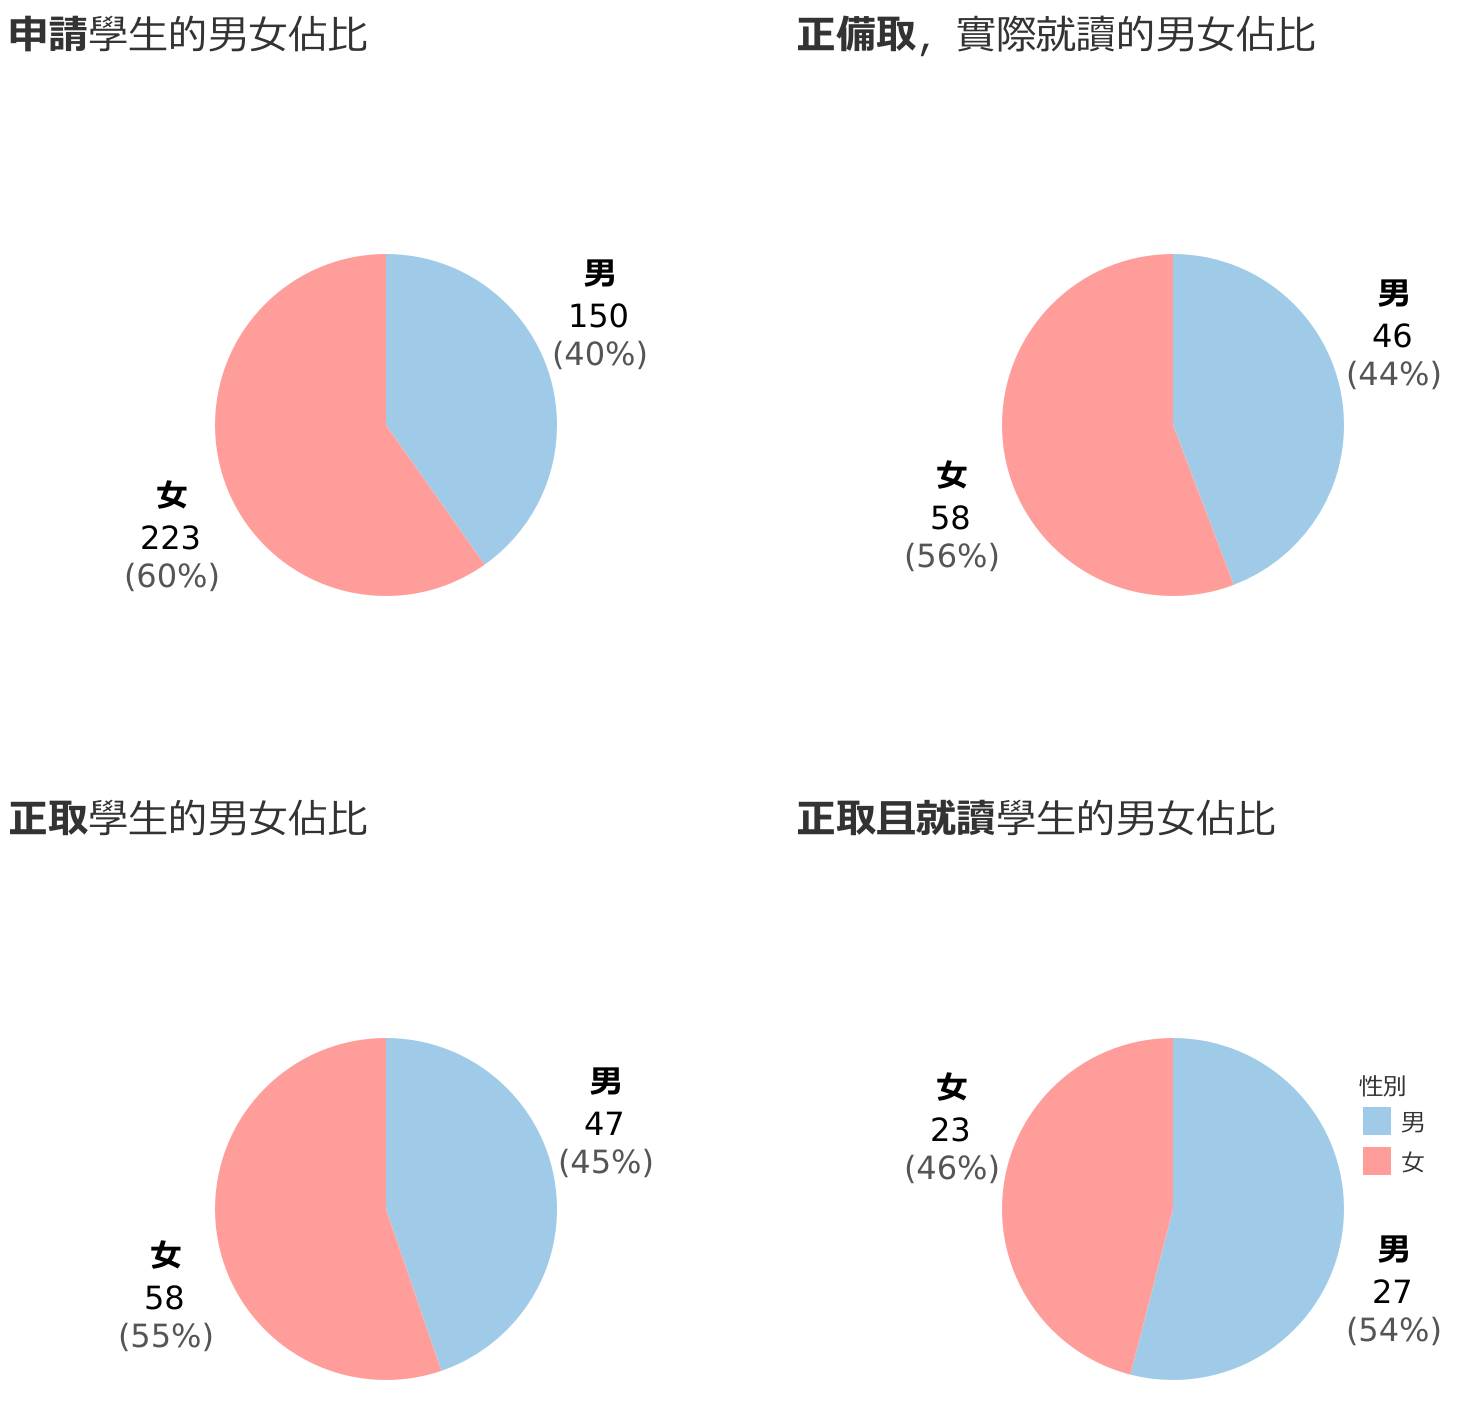 申請學生的男女佔比
男
150
(40%)
女
223
(60%)
正備取，實際就讀的男女佔比
男
46
(44%)
女
58
(56%)
正取學生的男女佔比
男
47
(45%)
女
58
(55%)
正取且就讀學生的男女佔比
女
23
(46%)
性別
男
女
男
27
(54%)